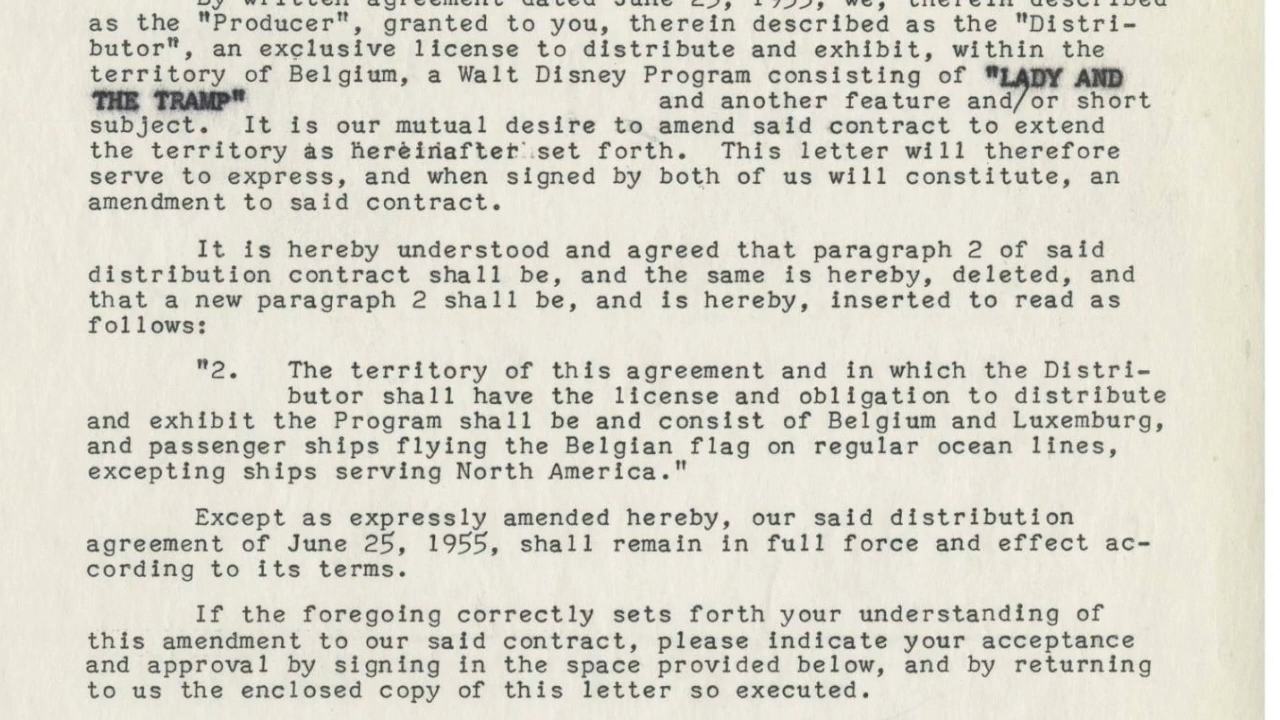 By written agreement dated June 25, 1955, we, therein described
as the "Producer", granted to you, therein described as the "Distri-
butor", an exclusive license to distribute and exhibit, within the
territory of Belgium, a Walt Disney Program consisting of "LADY AND
THE TRAMP" and another feature and/or short
subject. It is our mutual desire to amend said contract to extend
the territory as hereinafter set forth. This letter will therefore
serve to express, and when signed by both of us will constitute, an
amendment to said contract.
It is hereby understood and agreed that paragraph 2 of said
distribution contract shall be, and the same is hereby, deleted, and
that a new paragraph 2 shall be, and is hereby, inserted to read as
follows:
"2. The territory of this agreement and in which the Distri-
butor shall have the license and obligation to distribute
and exhibit the Program shall be and consist of Belgium and Luxemburg,
and passenger ships flying the Belgian flag on regular ocean lines,
excepting ships serving North America."
Except as expressly amended hereby, our said distribution
agreement of June 25, 1955, shall remain in full force and effect ac-
cording to its terms.
If the foregoing correctly sets forth your understanding of
this amendment to our said contract, please indicate your acceptance
and approval by signing in the space provided below, and by returning
to us the enclosed copy of this letter so executed.